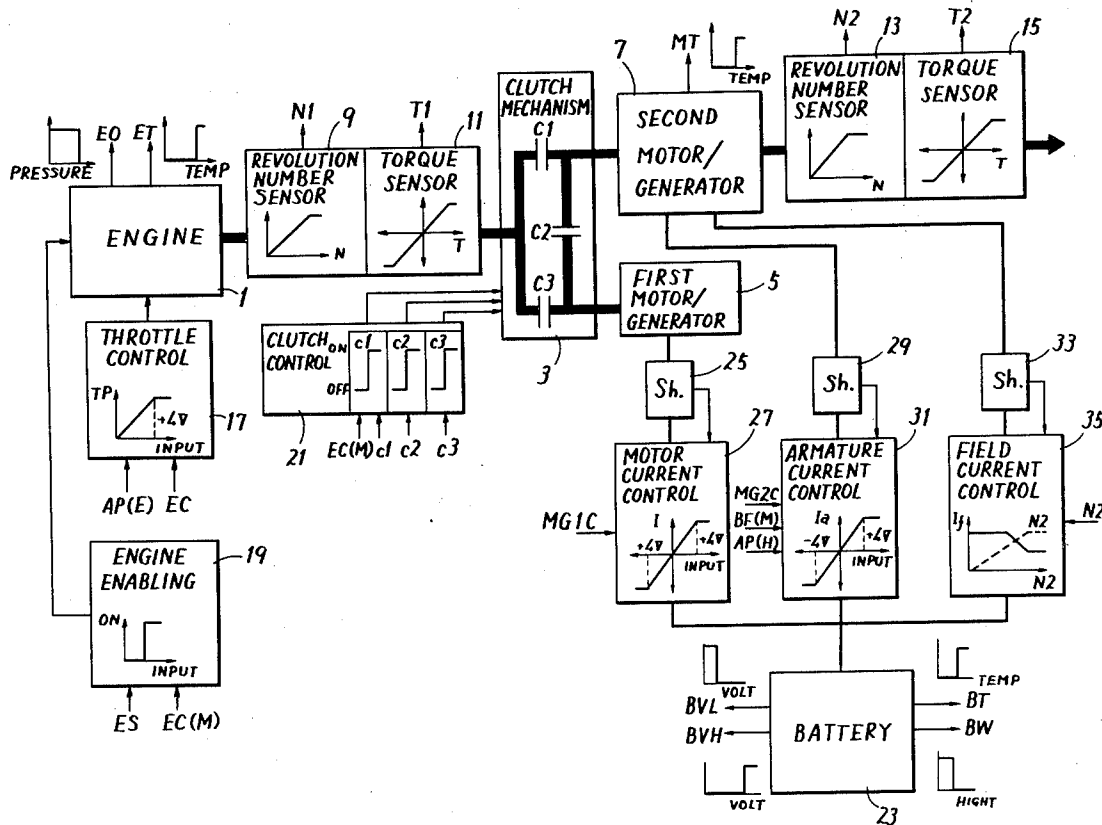 N2
13
T2
15
7
MT
TEMP
CLUTCH
MECHANISM
C1
C2
C3
3
SECOND
MOTOR/
GENERATOR
REVOLUTION
NUMBER
SENSOR
N
TORQUE
SENSOR
T
N1
9
T1
11
EO
ET
PRESSURE
TEMP
REVOLUTION
NUMBER
SENSOR
N
TORQUE
SENSOR
T
ENGINE
1
FIRST
MOTOR/
GENERATOR
5
THROTTLE
CONTROL
TP
+4V
INPUT
17
AP(E)
EC
CLUTCH
CONTROL
ON
OFF
c1
c2
c3
21
EC(M)
c1
c2
c3
Sh.
25
Sh.
29
Sh.
33
MOTOR
CURRENT
CONTROL
I
+4V
+4V
INPUT
27
MG1C
ARMATURE
CURRENT
CONTROL
Ia
-4V
+4V
INPUT
31
MG2C
BF(M)
AP(H)
FIELD
CURRENT
CONTROL
If
N2
N2
35
N2
ENGINE
ENABLING
ON
INPUT
19
ES
EC(M)
VOLT
BVL
BVH
VOLT
BATTERY
23
TEMP
BT
BW
HIGHT